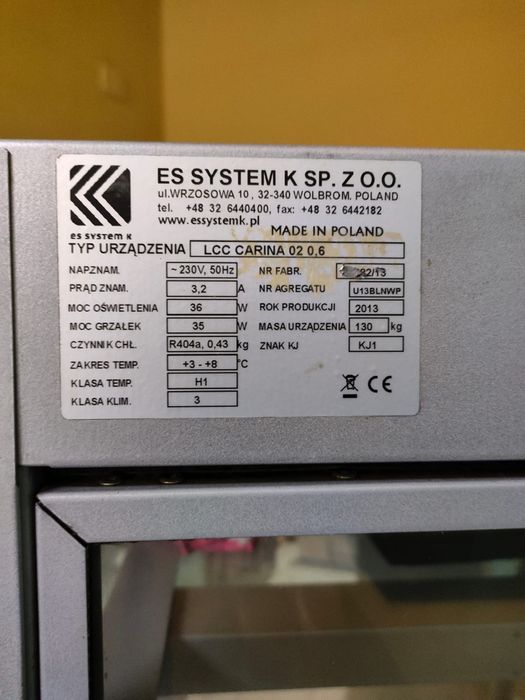 ES SYSTEM K SP. Z O.O.
ul.WRZOSOWA 10 , 32-340 WOLBROM, POLAND
tel. +48 32 6440400, fax: +48 32 6442182
www.essystemk.pl
es system k
MADE IN POLAND
TYP URZĄDZENIA LCC CARINA 02 0,6
NAPZNAM. ~ 230V, 50Hz NR FABR.
PRĄD ZNAM. 3,2 A NR AGREGATU U13BLNWP
MOC OŚWIETLENIA 36 W ROK PRODUKCJI 2013
MOC GRZAŁEK 35 W MASA URZĄDZENIA 130 kg
CZYNNIK CHŁ. R404a, 0,43 kg ZNAK KJ KJ1
ZAKRES TEMP. +3 - +8 °C
KLASA TEMP. H1
KLASA KLIM. 3
CE